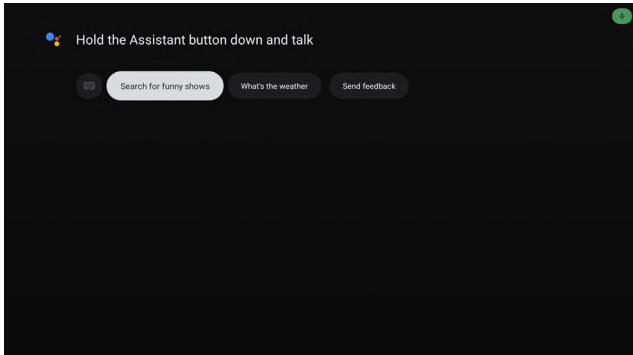 Hold the Assistant button down and talk
Search for funny shows
What's the weather
Send feedback